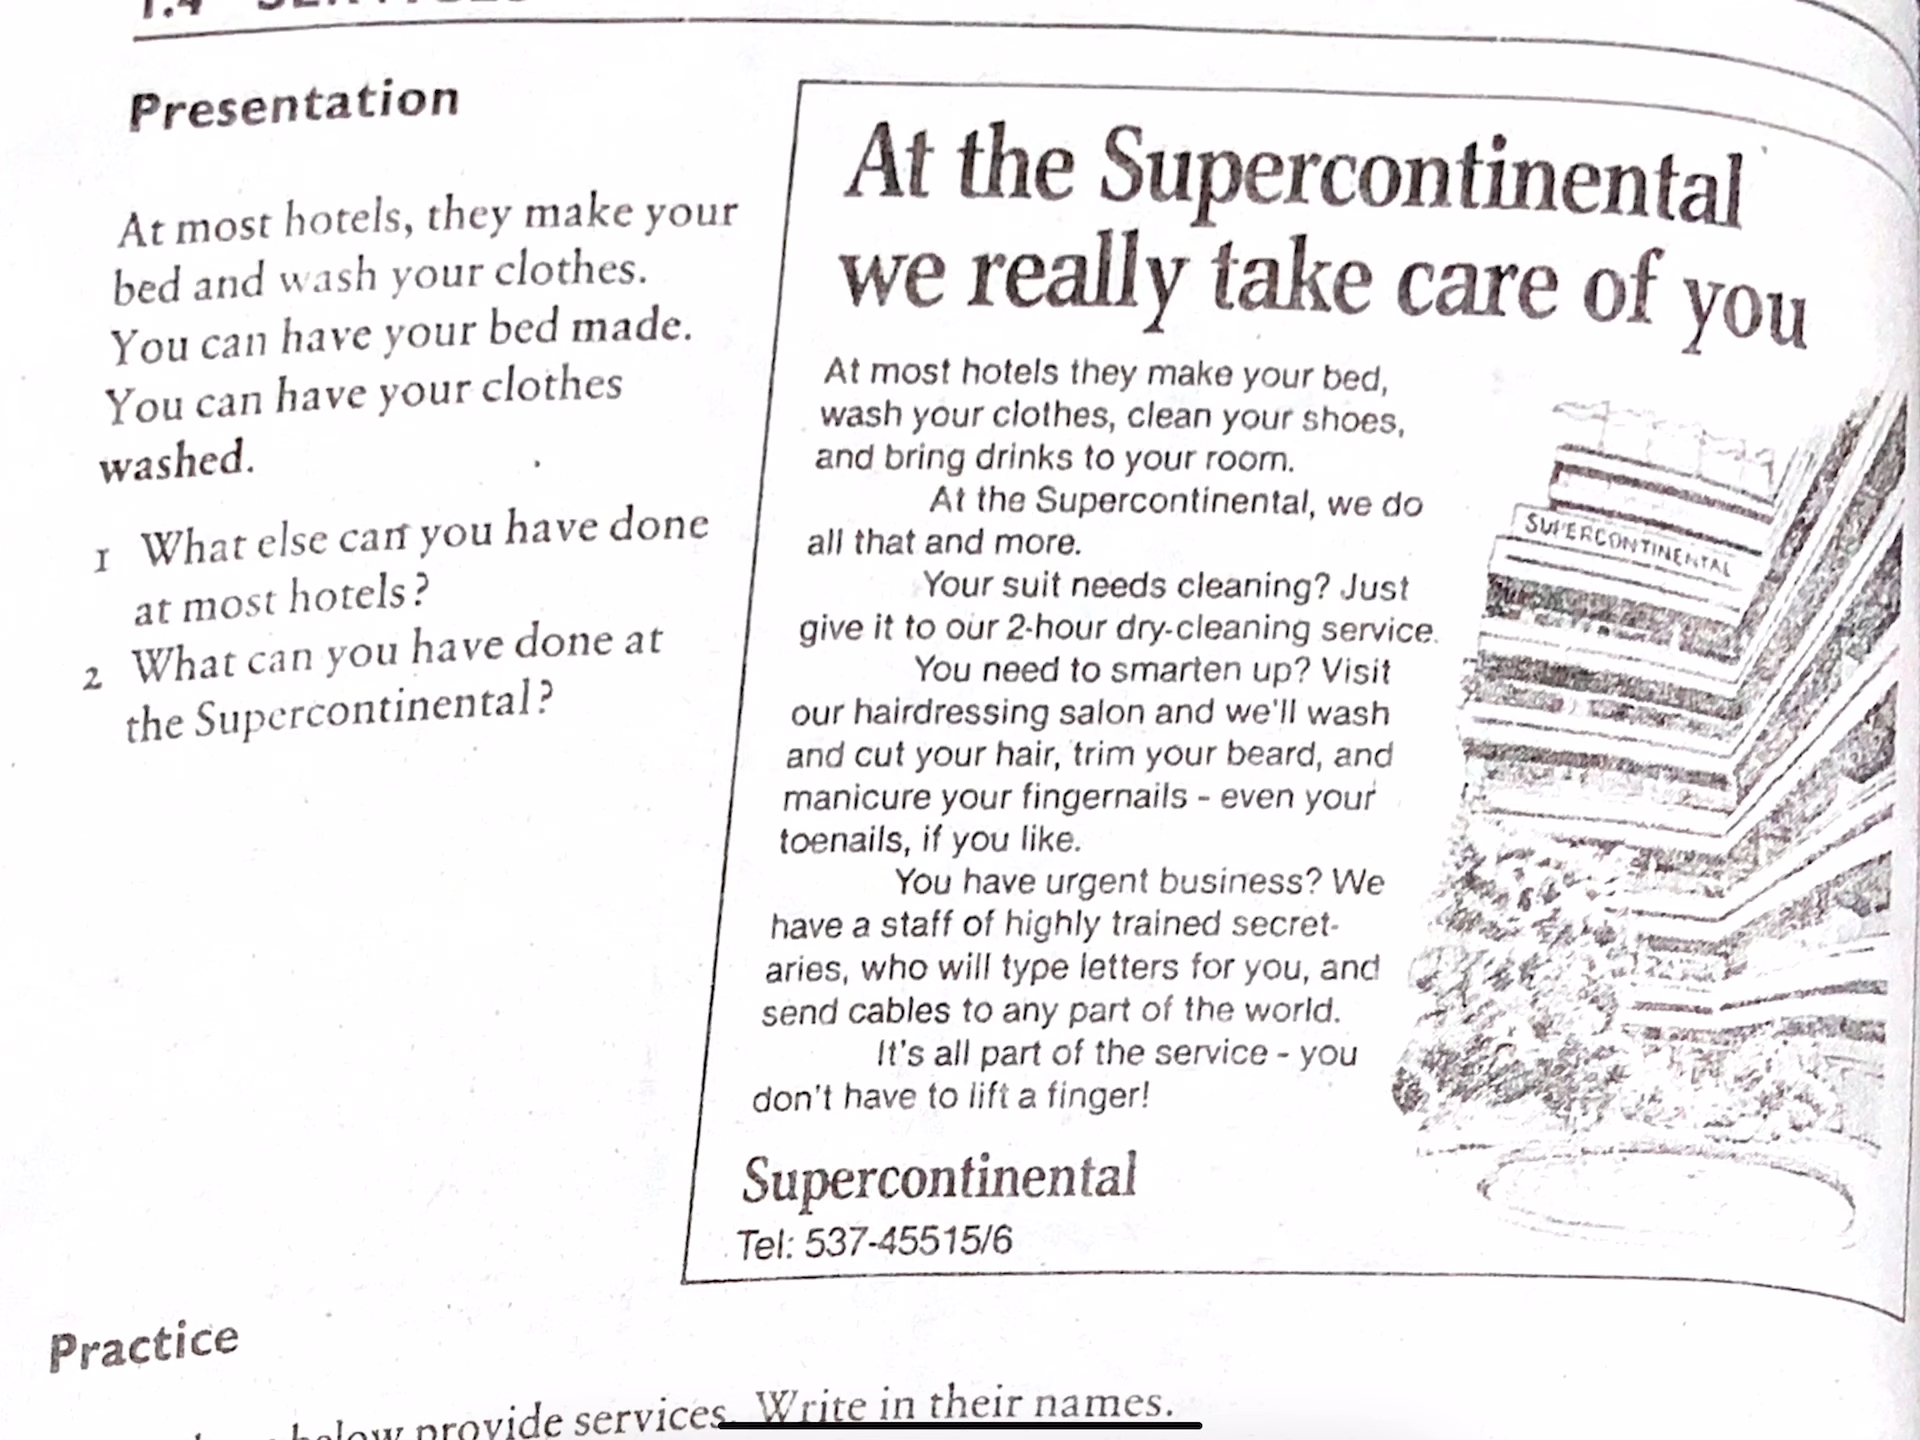 1.4
Presentation
At most hotels, they make your
bed and wash your clothes.
You can have your bed made.
You can have your clothes
washed.
1 What else can you have done
at most hotels?
2 What can you have done at
the Supercontinental?
At the Supercontinental
we really take care of you
At most hotels they make your bed,
wash your clothes, clean your shoes,
and bring drinks to your room.
At the Supercontinental, we do
all that and more.
Your suit needs cleaning? Just
give it to our 2-hour dry-cleaning service.
You need to smarten up? Visit
our hairdressing salon and we'll wash
and cut your hair, trim your beard, and
manicure your fingernails - even your
toenails, if you like.
You have urgent business? We
have a staff of highly trained secret-
aries, who will type letters for you, and
send cables to any part of the world.
It's all part of the service - you
don't have to lift a finger!
Supercontinental
Tel: 537-45515/6
SUPERCONTINENTAL
Practice
below provide services. Write in their names.